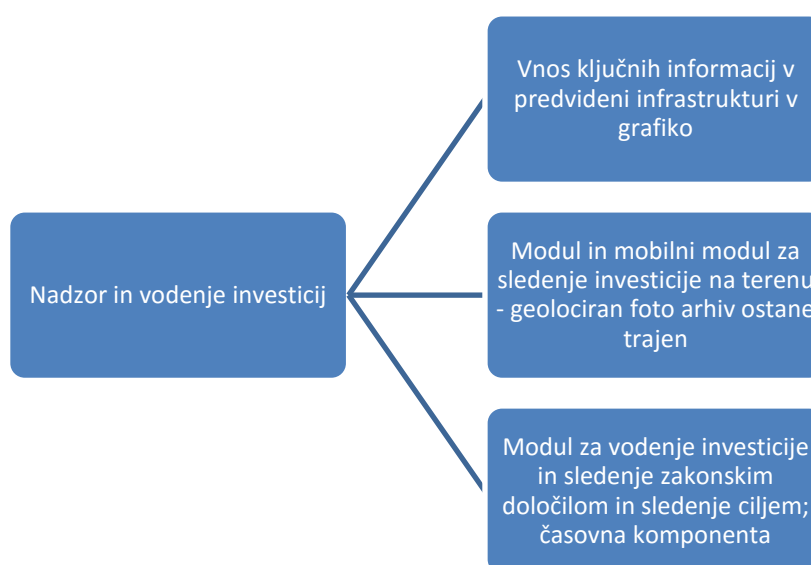 Nadzor in vodenje investicij
Vnos ključnih informacij v
predvideni infrastrukturi v
grafiko
Modul in mobilni modul za
sledenje investicije na terenu
- geolociran foto arhiv ostane
trajen
Modul za vodenje investicije
in sledenje zakonskim
določilom in sledenje ciljem;
časovna komponenta